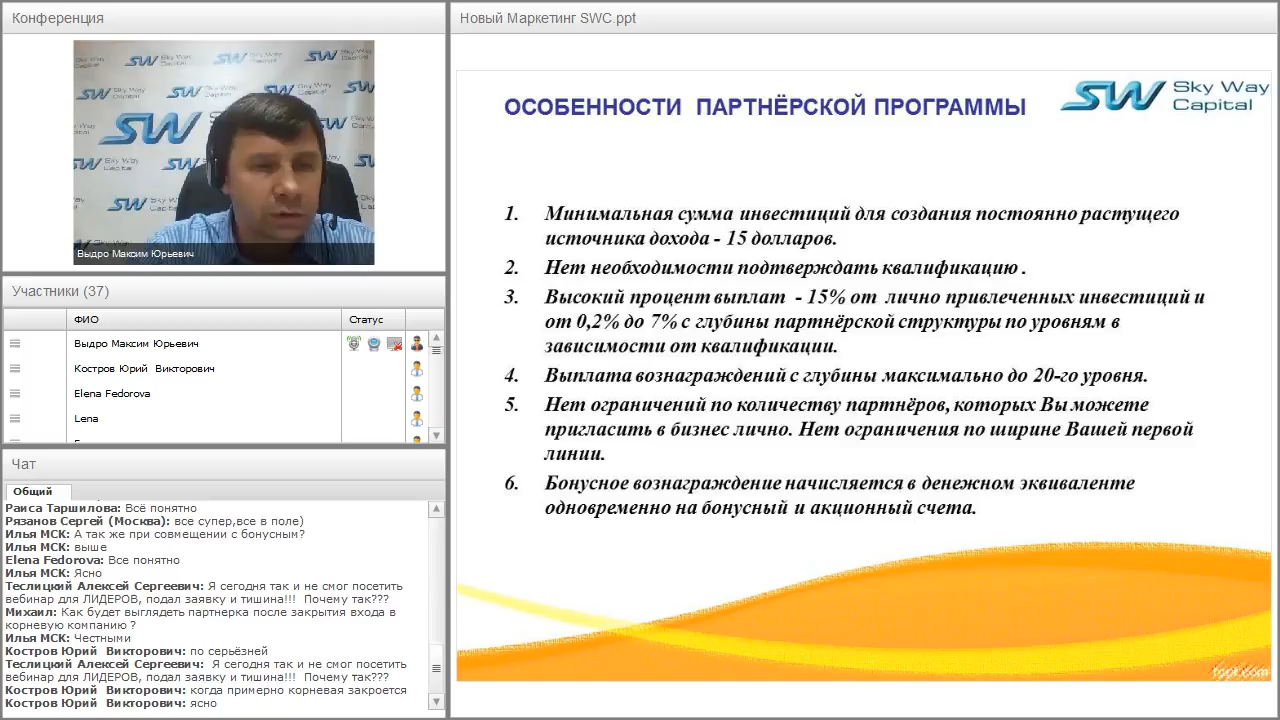 Конференция
Sky Way
Capital
Выдро Максим Юрьевич
Участники (37)
ФИО
Статус
Выдро Максим Юрьевич
Костров Юрий Викторович
Elena Fedorova
Lena
Чат
Общий
Раиса Таршилова: Всё понятно
Рязанов Сергей (Москва): все супер,все в поле)
Илья МСК: А так же при совмещении с бонусным?
Илья МСК: выше
Elena Fedorova: Все понятно
Илья МСК: Ясно
Теслицкий Алексей Сергеевич: Я сегодня так и не смог посетить
вебинар для ЛИДЕРОВ, подал заявку и тишина!!! Почему так???
Михаил: Как будет выглядеть партнерка после закрытия входа в
корневую компанию ?
Илья МСК: Честными
Костров Юрий Викторович: по серьёзней
Теслицкий Алексей Сергеевич: Я сегодня так и не смог посетить
вебинар для ЛИДЕРОВ, подал заявку и тишина!!! Почему так???
Костров Юрий Викторович: когда примерно корневая закроется
Костров Юрий Викторович: ясно
Новый Маркетинг SWC.ppt
ОСОБЕННОСТИ ПАРТНЁРСКОЙ ПРОГРАММЫ
SW Sky Way
Capital
1. Минимальная сумма инвестиций для создания постоянно растущего
источника дохода - 15 долларов.
2. Нет необходимости подтверждать квалификацию .
3. Высокий процент выплат - 15% от лично привлеченных инвестиций и
от 0,2% до 7% с глубины партнёрской структуры по уровням в
зависимости от квалификации.
4. Выплата вознаграждений с глубины максимально до 20-го уровня.
5. Нет ограничений по количеству партнёров, которых Вы можете
пригласить в бизнес лично. Нет ограничения по ширине Вашей первой
линии.
6. Бонусное вознаграждение начисляется в денежном эквиваленте
одновременно на бонусный и акционный счета.